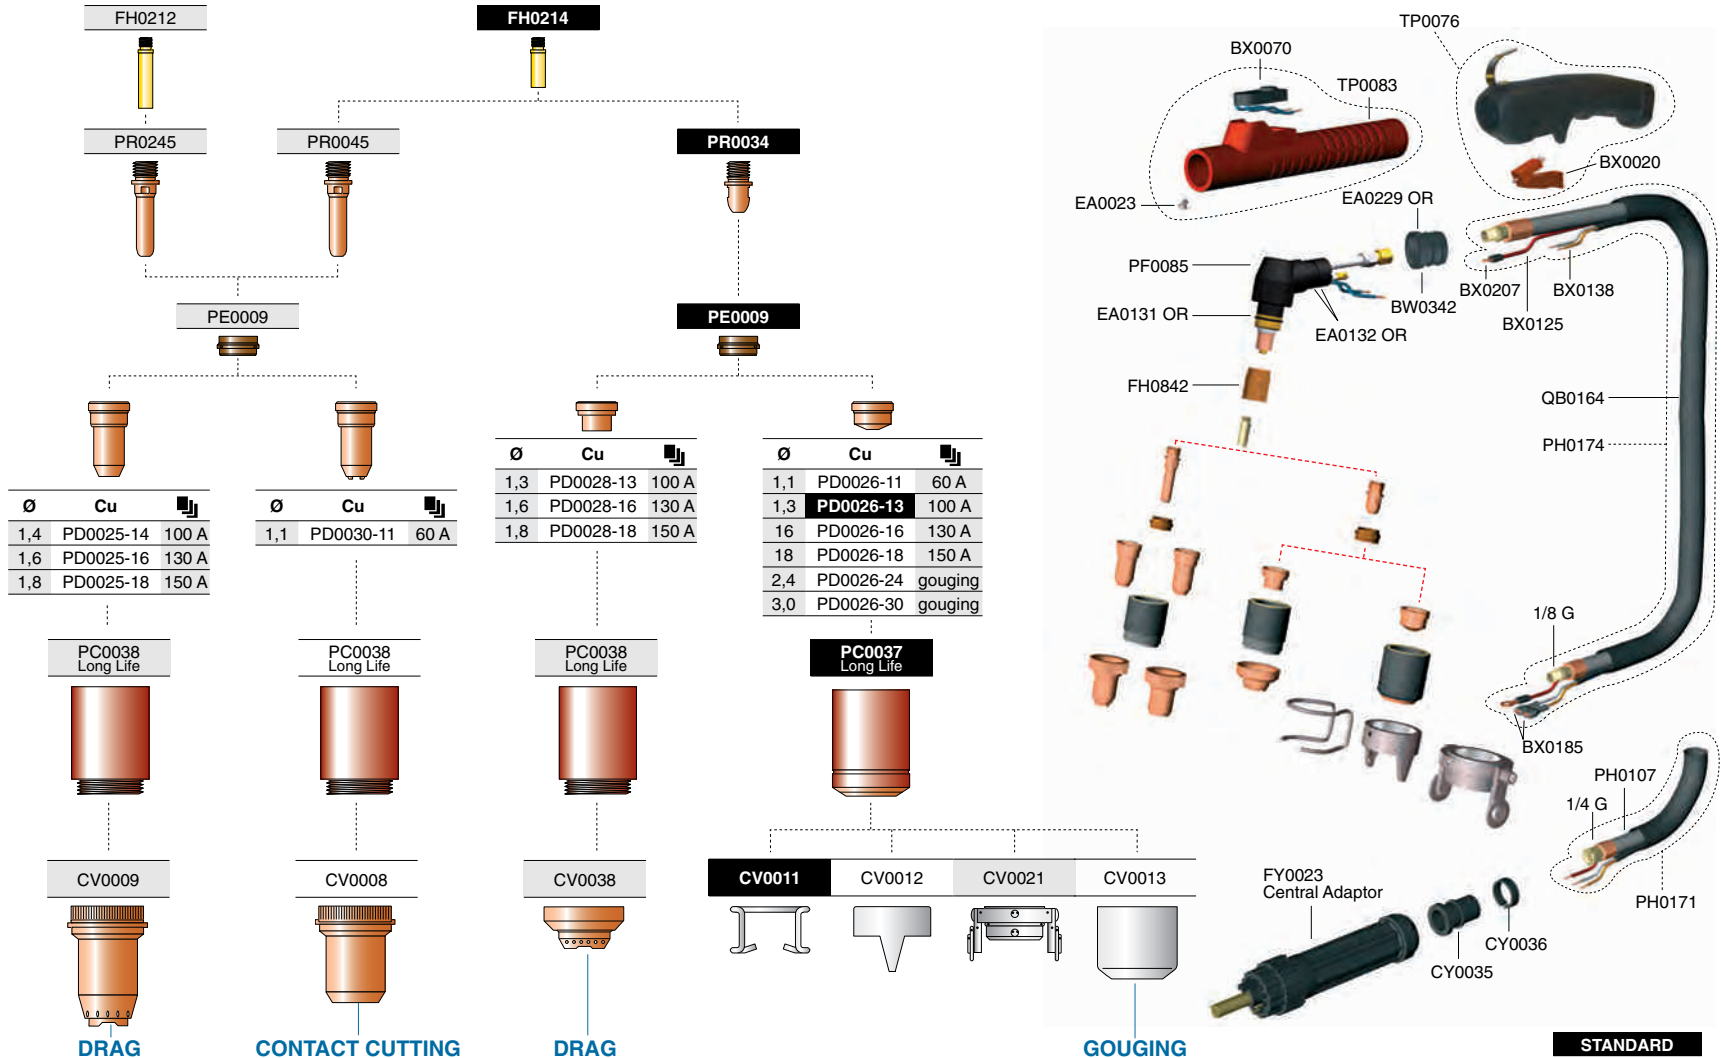 FH0212
FH0214
PR0245
PR0045
PR0034
PE0009
PE0009
Ø Cu
1,4 PD0025-14 100 A
1,6 PD0025-16 130 A
1,8 PD0025-18 150 A
Ø Cu
1,1 PD0030-11 60 A
Ø Cu
1,3 PD0028-13 100 A
1,6 PD0028-16 130 A
1,8 PD0028-18 150 A
Ø Cu
1,1 PD0026-11 60 A
1,3 PD0026-13 100 A
16 PD0026-16 130 A
18 PD0026-18 150 A
2,4 PD0026-24 gouging
3,0 PD0026-30 gouging
PC0038
Long Life
PC0038
Long Life
PC0038
Long Life
PC0037
Long Life
CV0009
CV0008
CV0038
CV0011
CV0012
CV0021
CV0013
DRAG
CONTACT CUTTING
DRAG
GOUGING
TP0076
BX0070
TP0083
BX0020
EA0023
EA0229 OR
PF0085
BX0207
BX0138
BW0342
BX0125
EA0131 OR
EA0132 OR
FH0842
QB0164
PH0174
1/8 G
BX0185
PH0107
1/4 G
PH0171
FY0023
Central Adaptor
CY0036
CY0035
STANDARD